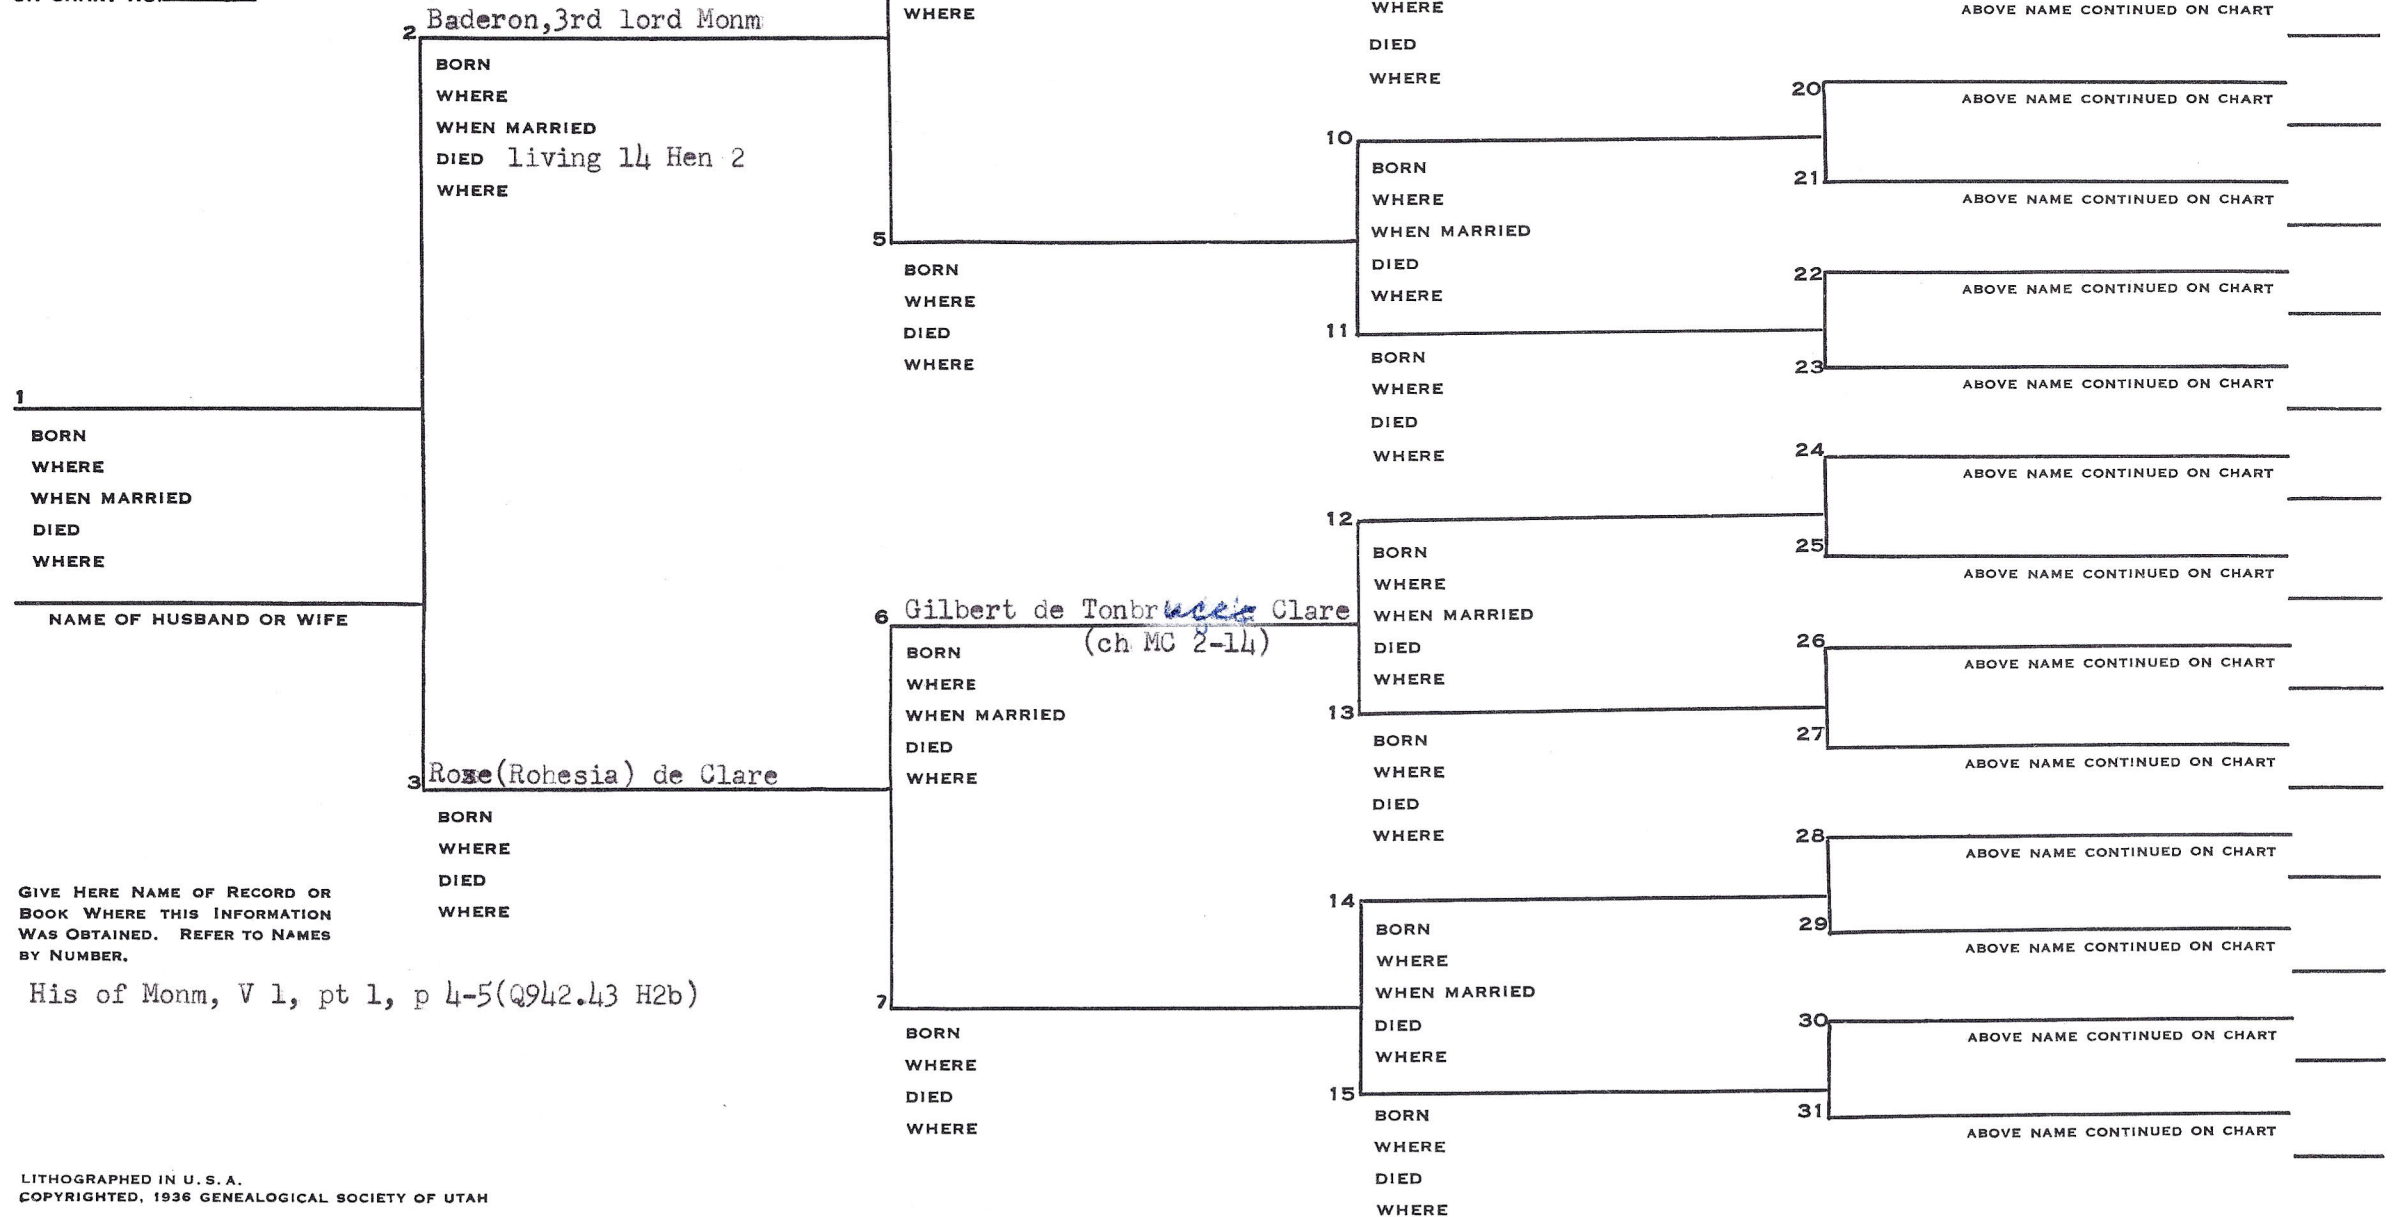 2 Baderon,3rd lord Monm
BORN
WHERE
WHEN MARRIED
DIED living 14 Hen 2
WHERE
1
BORN
WHERE
WHEN MARRIED
DIED
WHERE
NAME OF HUSBAND OR WIFE
3 Rose(Rohesia) de Clare
BORN
WHERE
DIED
WHERE
GIVE HERE NAME OF RECORD OR
BOOK WHERE THIS INFORMATION
WAS OBTAINED. REFER TO NAMES
BY NUMBER.
His of Monm, V 1, pt 1, p 4-5(Q942.43 H2b)
LITHOGRAPHED IN U. S. A.
COPYRIGHTED, 1936 GENEALOGICAL SOCIETY OF UTAH
WHERE
5
BORN
WHERE
DIED
WHERE
6 Gilbert de Clare
(ch MC 2-14)
BORN
WHERE
WHEN MARRIED
DIED
WHERE
7
BORN
WHERE
DIED
WHERE
WHERE
DIED
WHERE
10
BORN
WHERE
WHEN MARRIED
DIED
WHERE
11
BORN
WHERE
DIED
WHERE
12
BORN
WHERE
WHEN MARRIED
DIED
WHERE
13
BORN
WHERE
DIED
WHERE
14
BORN
WHERE
WHEN MARRIED
DIED
WHERE
15
BORN
WHERE
DIED
WHERE
ABOVE NAME CONTINUED ON CHART
20
ABOVE NAME CONTINUED ON CHART
21
ABOVE NAME CONTINUED ON CHART
22
ABOVE NAME CONTINUED ON CHART
23
ABOVE NAME CONTINUED ON CHART
24
ABOVE NAME CONTINUED ON CHART
25
ABOVE NAME CONTINUED ON CHART
26
ABOVE NAME CONTINUED ON CHART
27
ABOVE NAME CONTINUED ON CHART
28
ABOVE NAME CONTINUED ON CHART
29
ABOVE NAME CONTINUED ON CHART
30
ABOVE NAME CONTINUED ON CHART
31
ABOVE NAME CONTINUED ON CHART